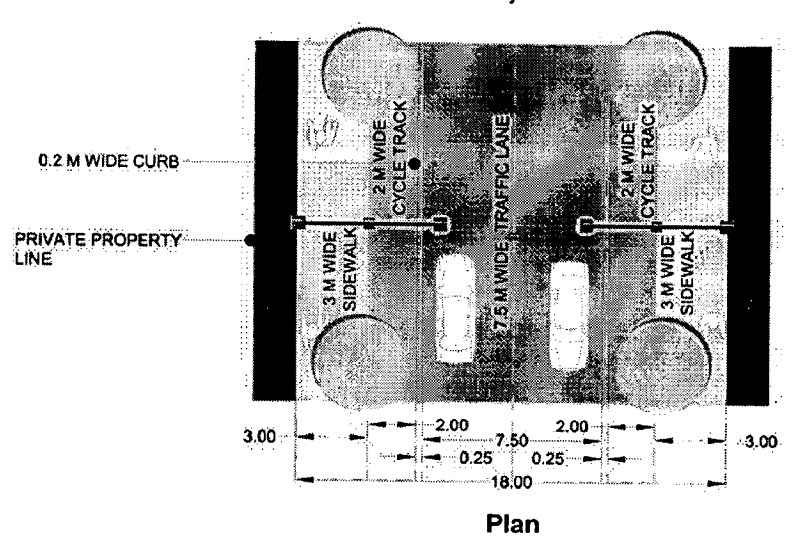 0.2 M WIDE CURB
PRIVATE PROPERTY
LINE
3 M WIDE
SIDEWALK
2 M WIDE
CYCLE TRACK
7.5 M WIDE TRAFFIC LANE
2 M WIDE
CYCLE TRACK
3 M WIDE
SIDEWALK
3.00
2.00
7.50
2.00
3.00
0.25
0.25
18.00
Plan